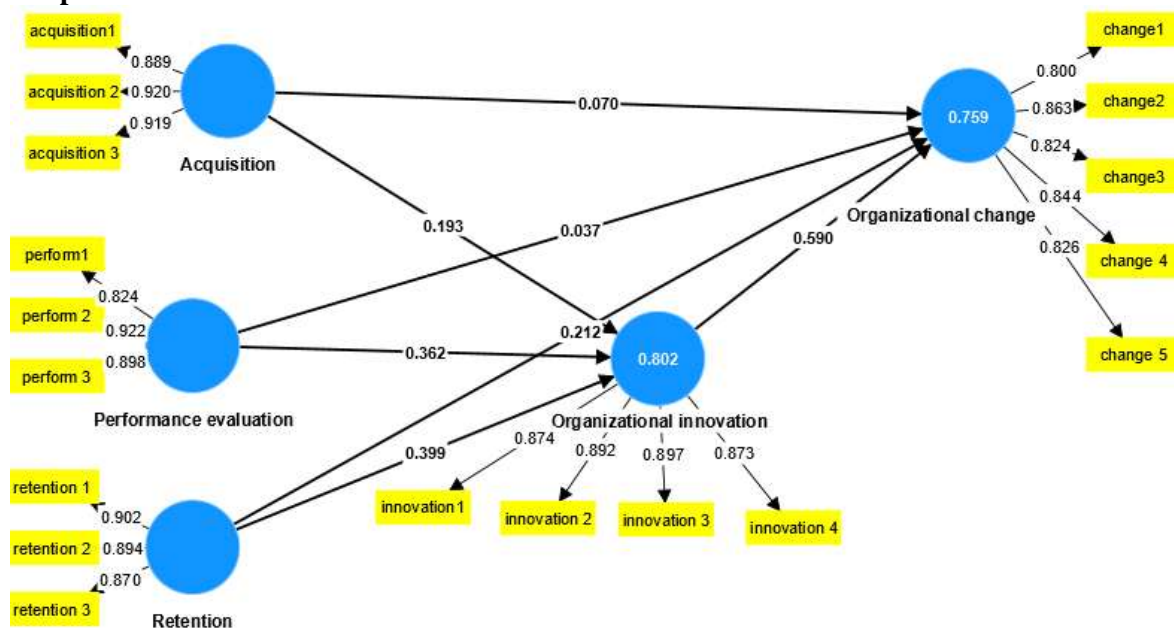 acquisition1
acquisition 2
acquisition 3
0.889
0.920
0.919
Acquisition
perform1
perform 2
perform 3
0.824
0.922
0.898
Performance evaluation
retention 1
retention 2
retention 3
0.902
0.894
0.870
Retention
0.070
0.193
0.037
0.362
0.212
0.399
0.590
0.802
Organizational innovation
0.874
0.892
0.897
0.873
innovation1
innovation 2
innovation 3
innovation 4
0.759
Organizational change
0.800
0.863
0.824
0.844
0.826
change1
change2
change3
change 4
change 5